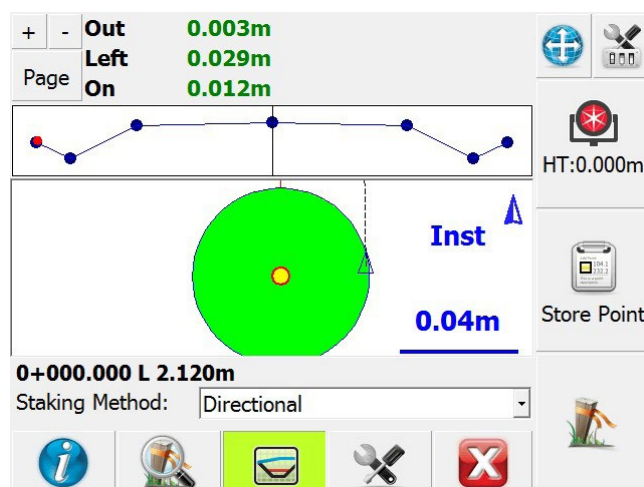 + - Out 0.003m
Left 0.029m
Page On 0.012m
HT:0.000m
Inst
0.04m
Store Point
0+000.000 L 2.120m
Staking Method: Directional